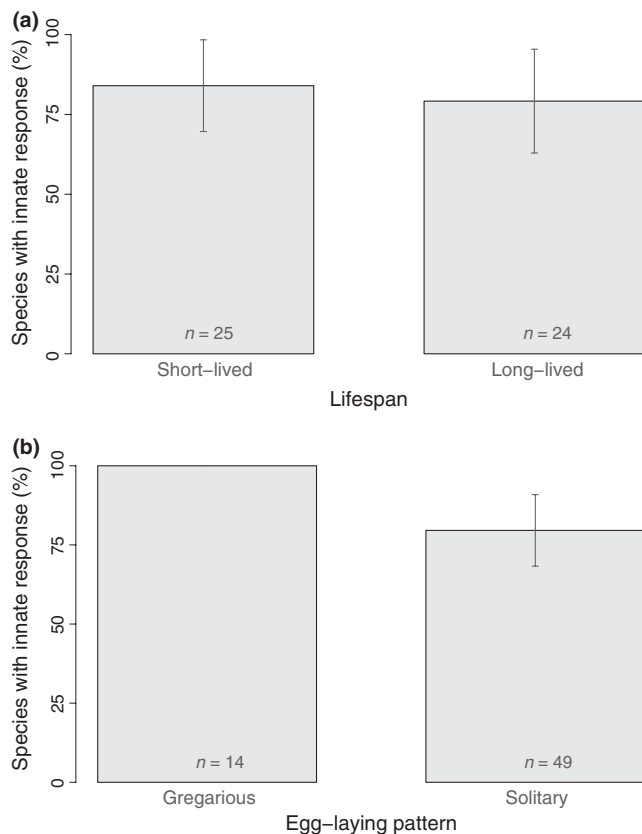 (a)
Species with innate response (%)
100
75
50
25
0
n = 25
n = 24
Short–lived
Long–lived
Lifespan
(b)
Species with innate response (%)
100
75
50
25
0
n = 14
n = 49
Gregarious
Solitary
Egg–laying pattern